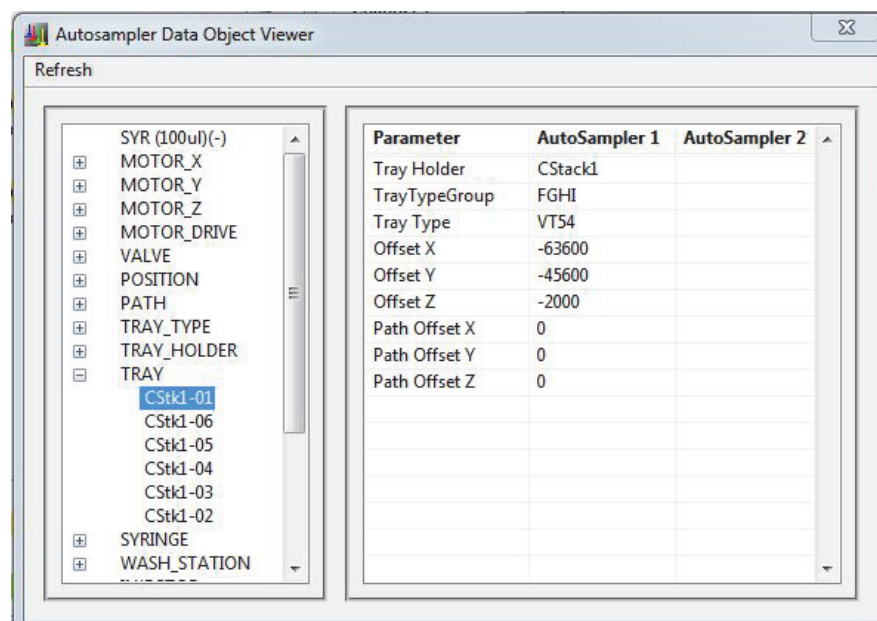 Autosampler Data Object Viewer
Refresh
SYR (100ul)(-)
MOTOR_X
MOTOR_Y
MOTOR_Z
MOTOR_DRIVE
VALVE
POSITION
PATH
TRAY_TYPE
TRAY_HOLDER
TRAY
CStk1-01
CStk1-06
CStk1-05
CStk1-04
CStk1-03
CStk1-02
SYRINGE
WASH_STATION
Parameter AutoSampler 1 AutoSampler 2
Tray Holder CStack1
TrayTypeGroup FGHI
Tray Type VT54
Offset X -63600
Offset Y -45600
Offset Z -2000
Path Offset X 0
Path Offset Y 0
Path Offset Z 0